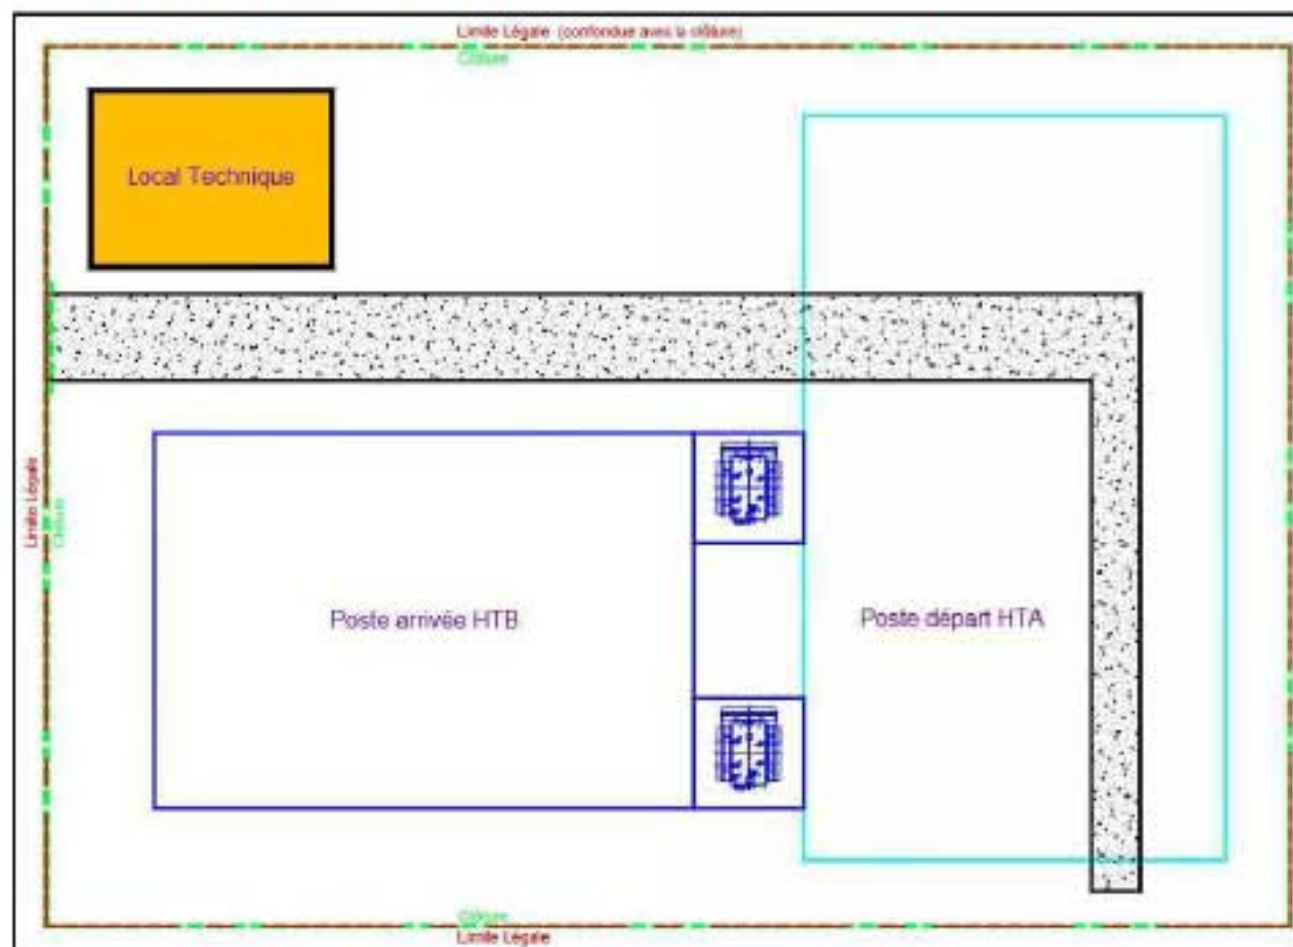 Limite Légale (confondue avec la clôture)
Clôture
Local Technique
Limite Légale
Clôture
Poste arrivée HTB
Poste départ HTA
Clôture
Limite Légale